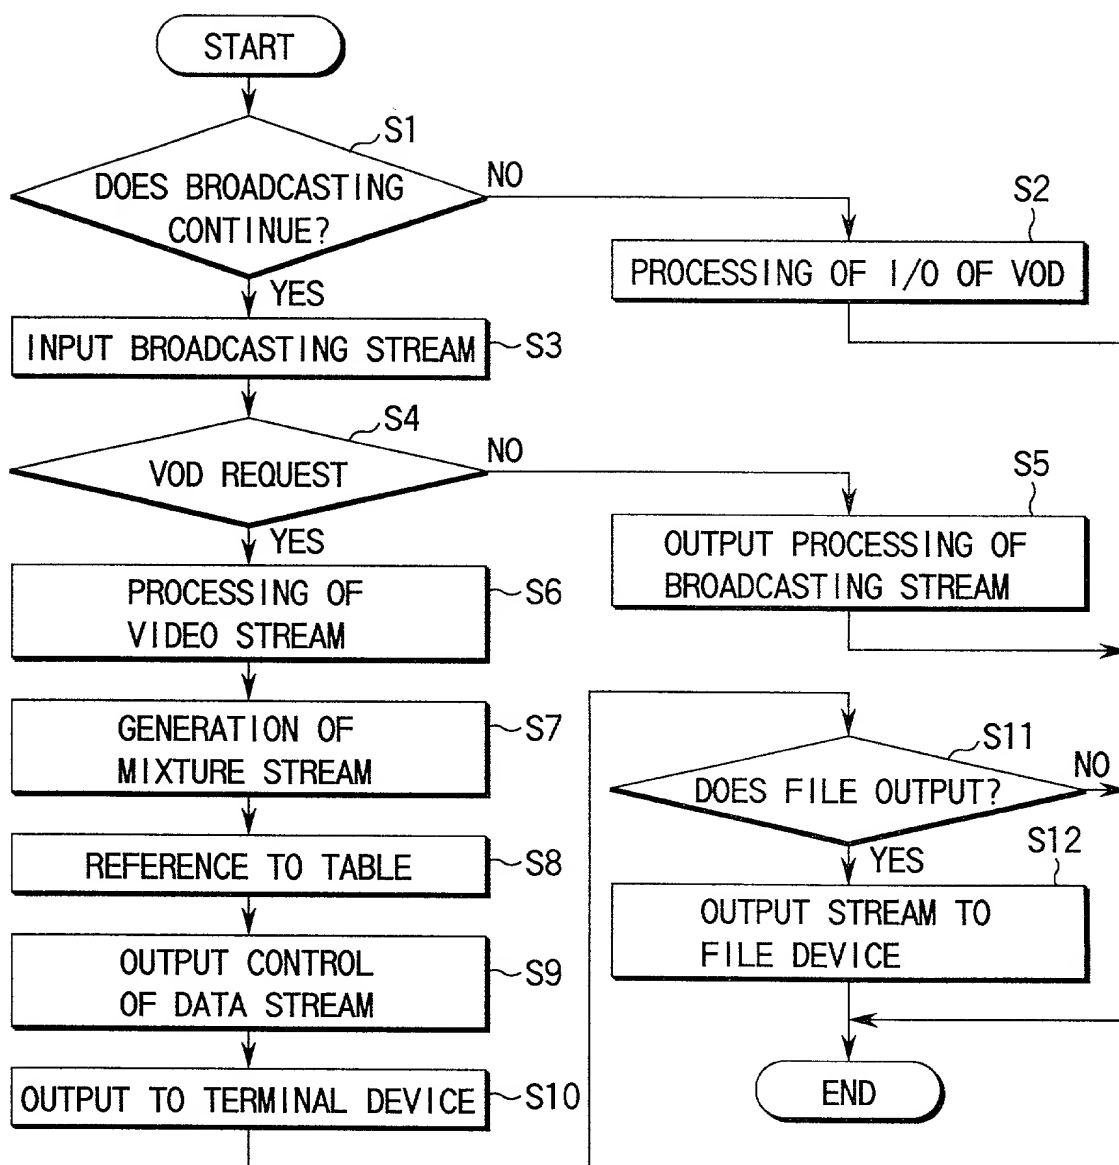 START
S1
DOES BROADCASTING
CONTINUE?
NO
YES
S2
PROCESSING OF I/O OF VOD
INPUT BROADCASTING STREAM
S3
S4
VOD REQUEST
NO
YES
S5
OUTPUT PROCESSING OF
BROADCASTING STREAM
PROCESSING OF
VIDEO STREAM
S6
GENERATION OF
MIXTURE STREAM
S7
REFERENCE TO TABLE
S8
OUTPUT CONTROL
OF DATA STREAM
S9
OUTPUT TO TERMINAL DEVICE
S10
S11
DOES FILE OUTPUT?
NO
YES
S12
OUTPUT STREAM TO
FILE DEVICE
END